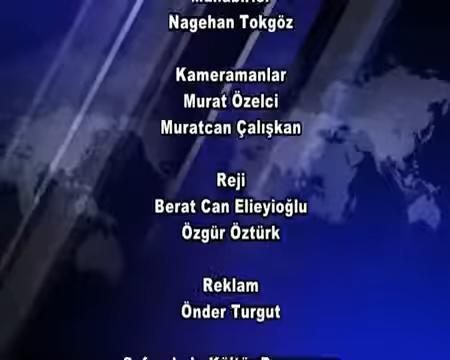 Nagehan Tokgöz
Kameramanlar
Murat Özelci
Muratcan Çalışkan
Reji
Berat Can Elieyioğlu
Özgür Öztürk
Reklam
Önder Turgut